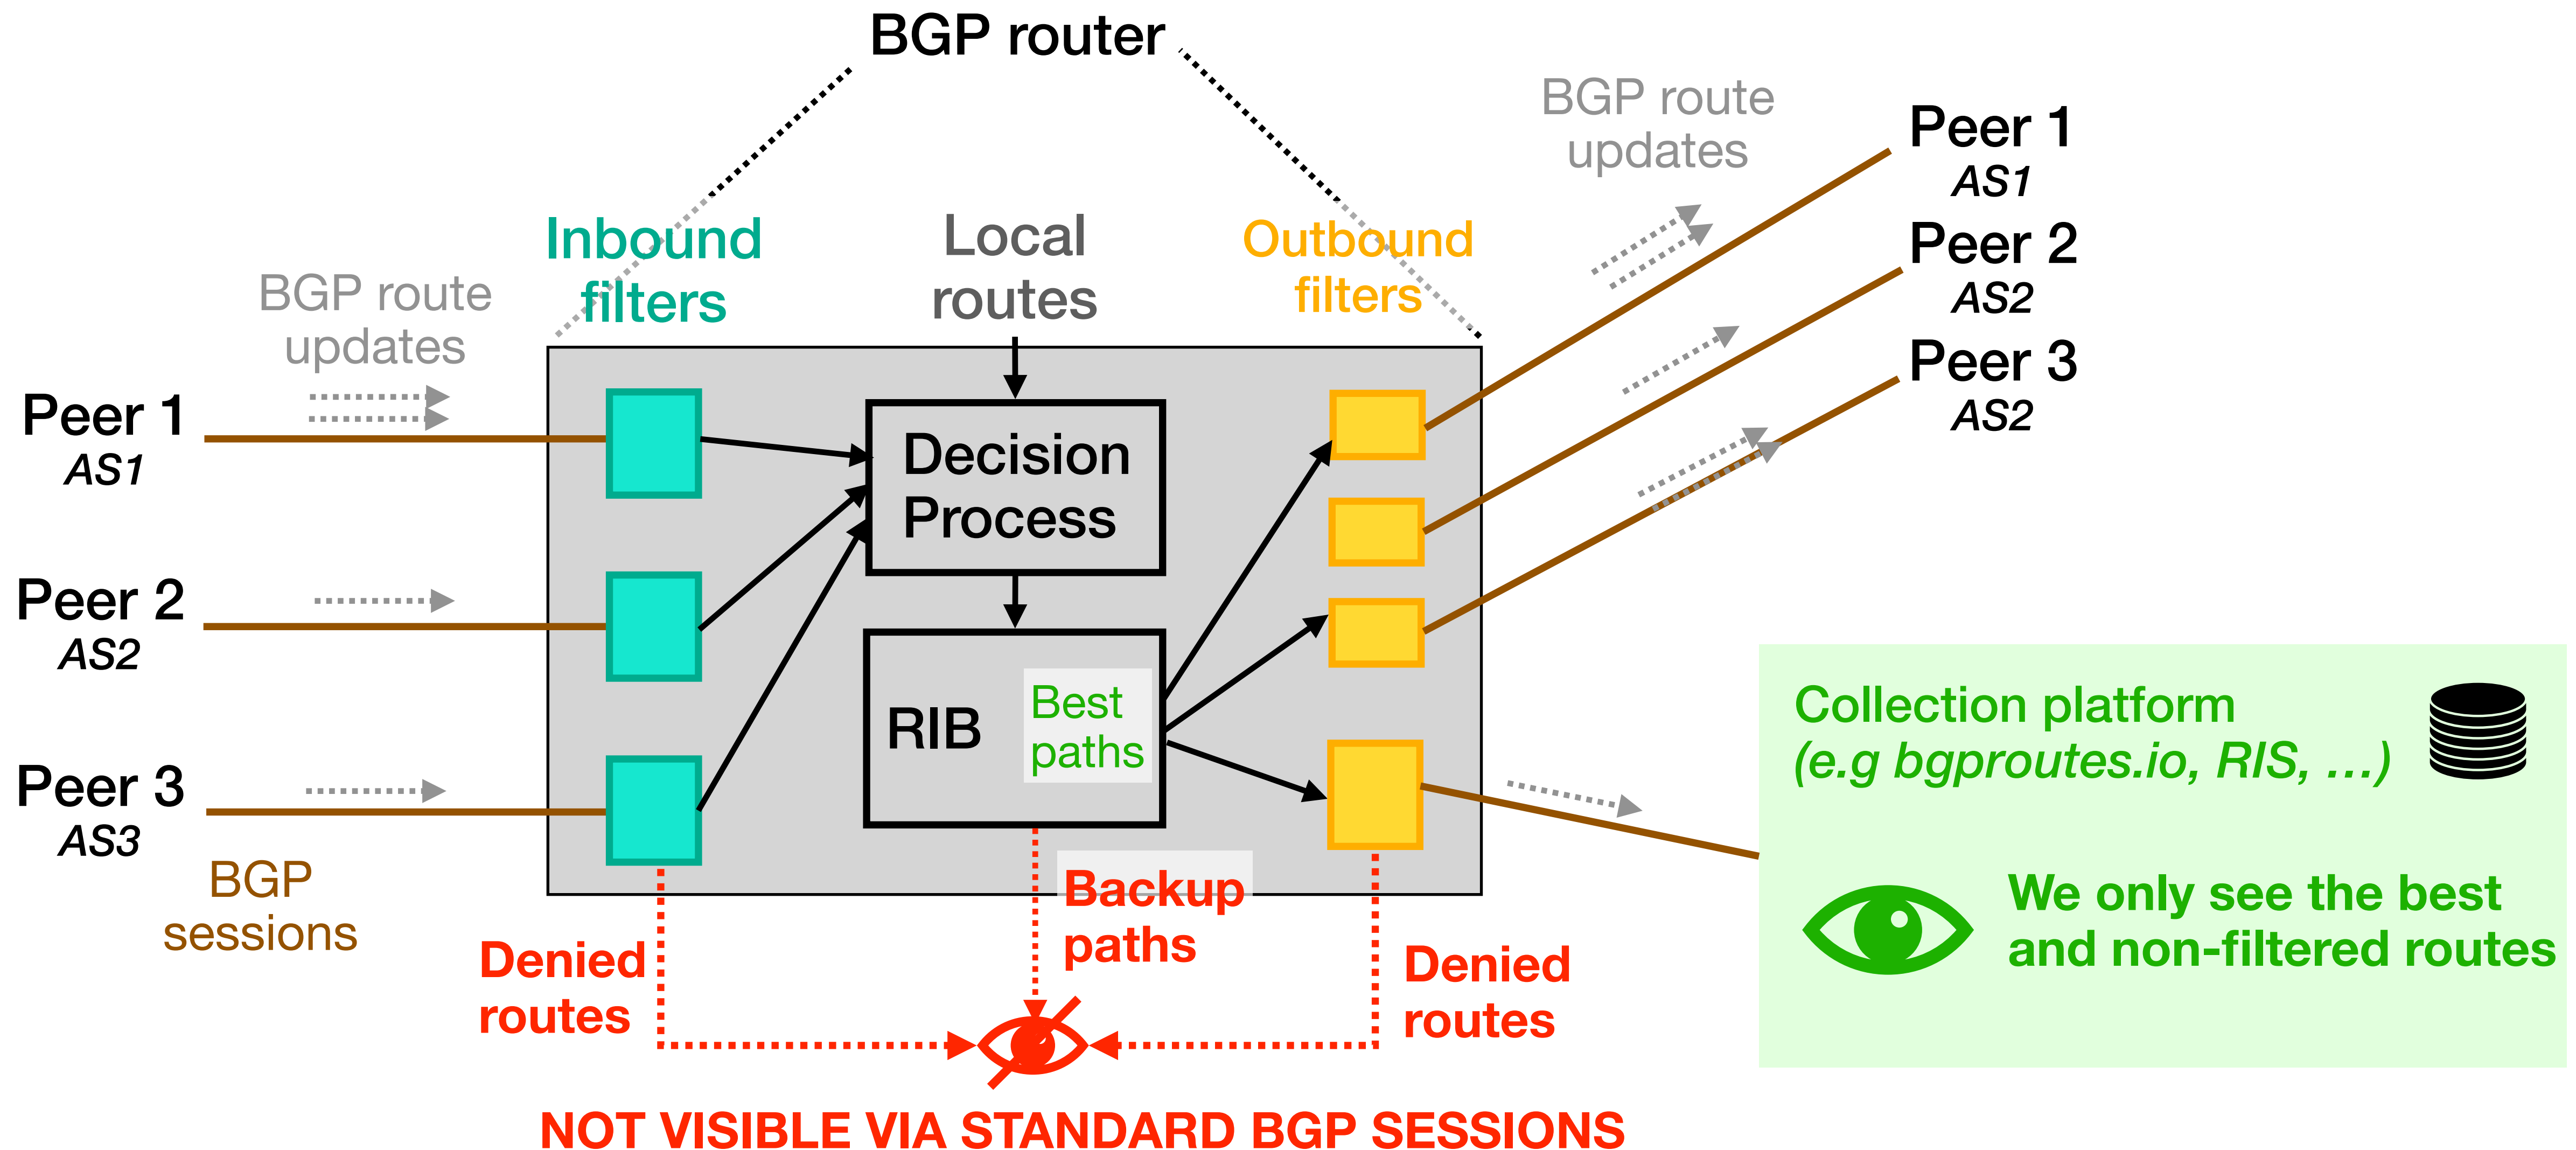 BGP router
BGP route
updates
Peer 1
AS1
Peer 2
AS2
Peer 3
AS2
Inbound
filters
Local
routes
Outbound
filters
BGP route
updates
Peer 1
AS1
Peer 2
AS2
Peer 3
AS3
BGP
sessions
Decision
Process
RIB
Best
paths
Backup
paths
Denied
routes
Denied
routes
NOT VISIBLE VIA STANDARD BGP SESSIONS
Collection platform
(e.g bgproutes.io, RIS, ...)
We only see the best
and non-filtered routes